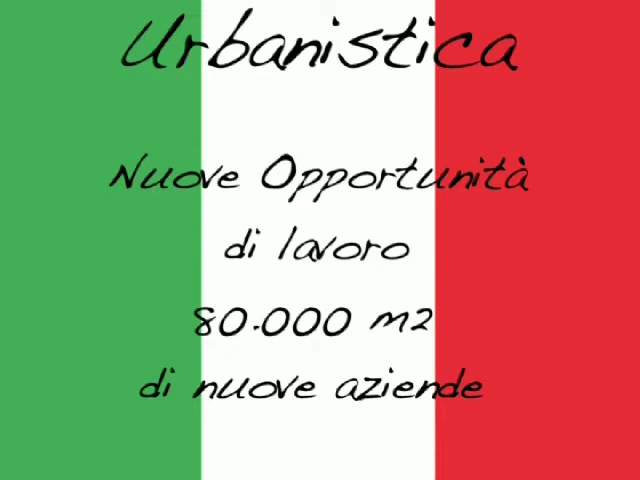 Urbanistica
Nuove Opportunità
di lavoro
80.000 m2
di nuove aziende